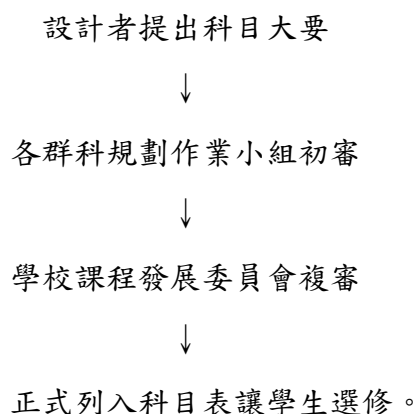 設計者提出科目大要
↓
各群科規劃作業小組初審
↓
學校課程發展委員會複審
↓
正式列入科目表讓學生選修。